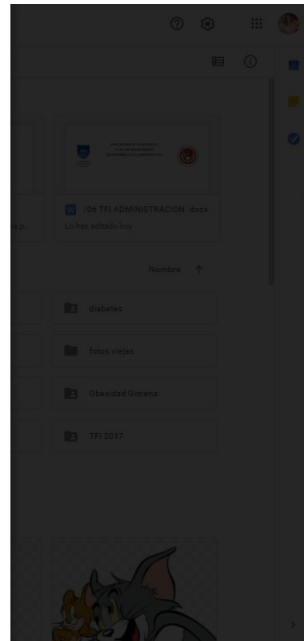 /06 TFI ADMINISTRACION .docx
Lo has editado hoy
Nombre
diabetes
fotos viejas
Obesidad Gimena
TFI 2017